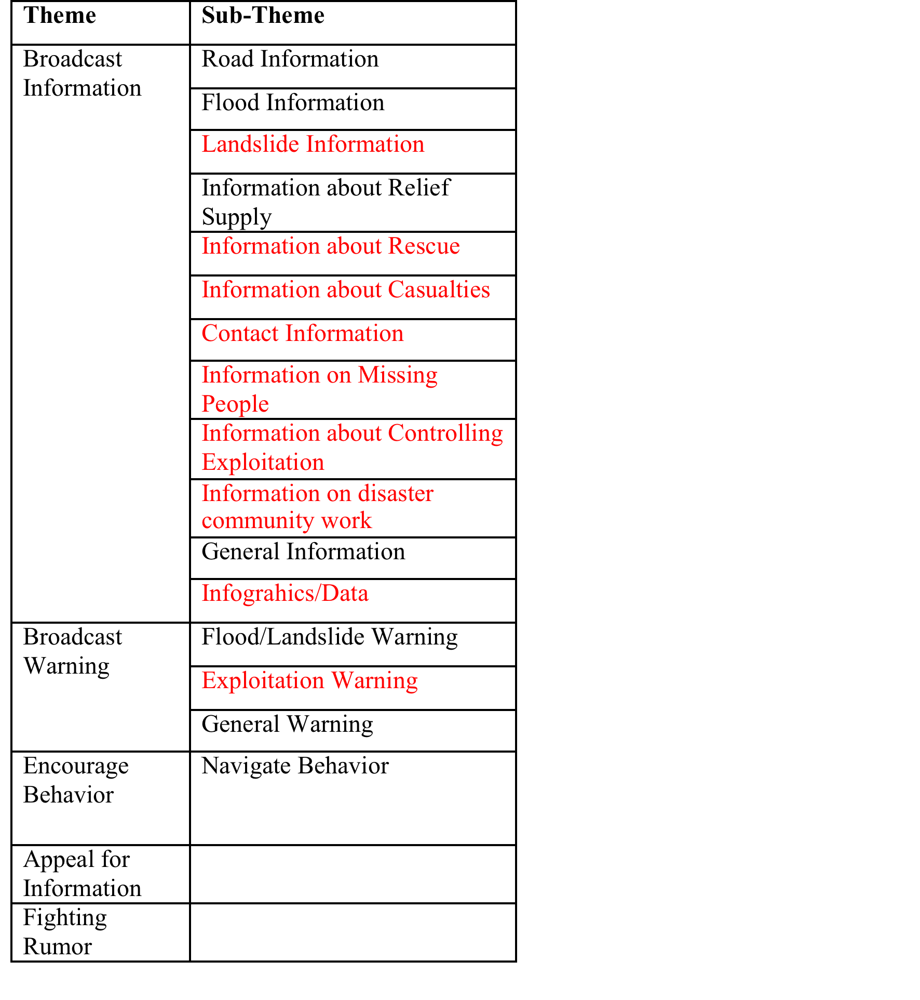 Theme
Sub-Theme
Broadcast
Information
Road Information
Flood Information
Landslide Information
Information about Relief
Supply
Information about Rescue
Information about Casualties
Contact Information
Information on Missing
People
Information about Controlling
Exploitation
Information on disaster
community work
General Information
Infograhics/Data
Broadcast
Warning
Flood/Landslide Warning
Exploitation Warning
General Warning
Encourage
Behavior
Navigate Behavior
Appeal for
Information
Fighting
Rumor